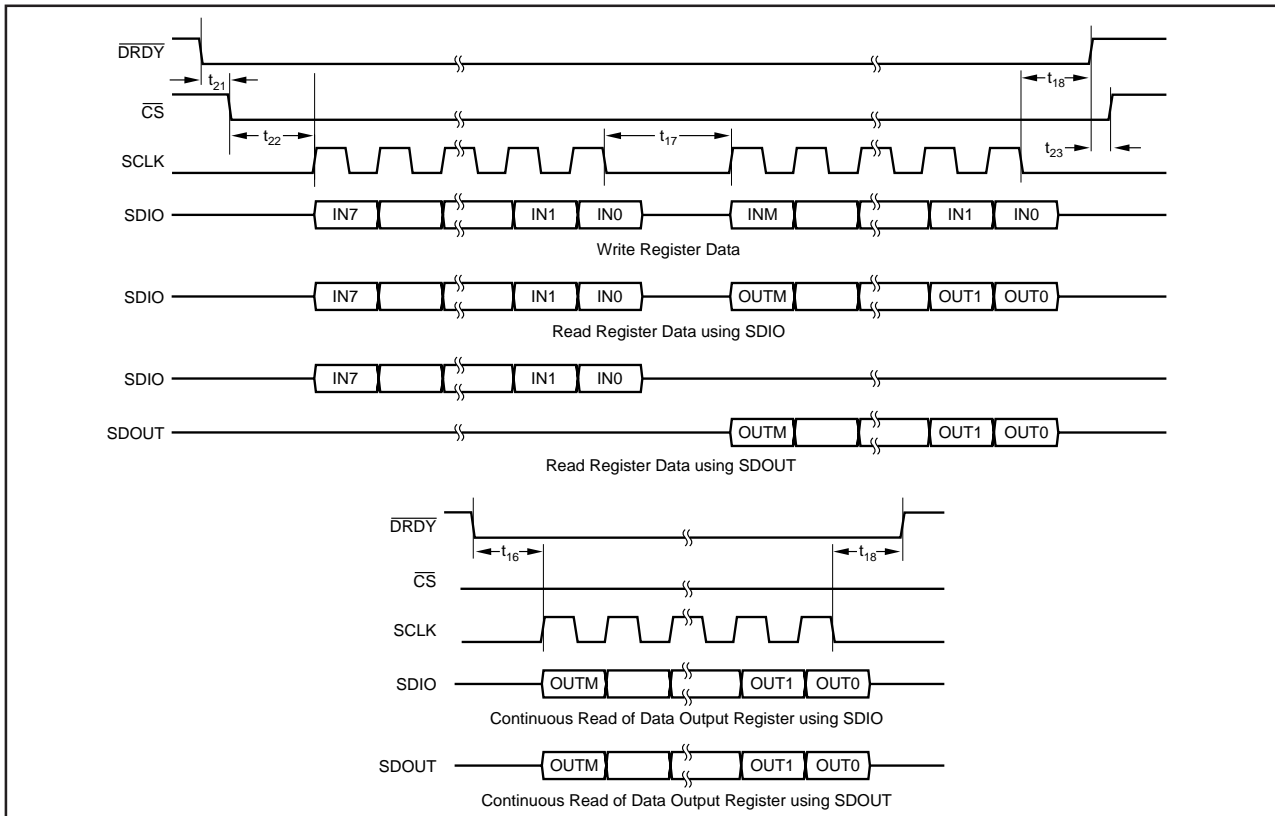 DRDY
t21
t18
CS
t22
t17
SCLK
t23
SDIO IN7 IN1 IN0 INM IN1 IN0
Write Register Data
SDIO IN7 IN1 IN0 OUTM OUT1 OUT0
Read Register Data using SDIO
SDIO IN7 IN1 IN0
SDOUT OUTM OUT1 OUT0
Read Register Data using SDOUT
DRDY
t16 t18
CS
SCLK
SDIO OUTM OUT1 OUT0
Continuous Read of Data Output Register using SDIO
SDOUT OUTM OUT1 OUT0
Continuous Read of Data Output Register using SDOUT